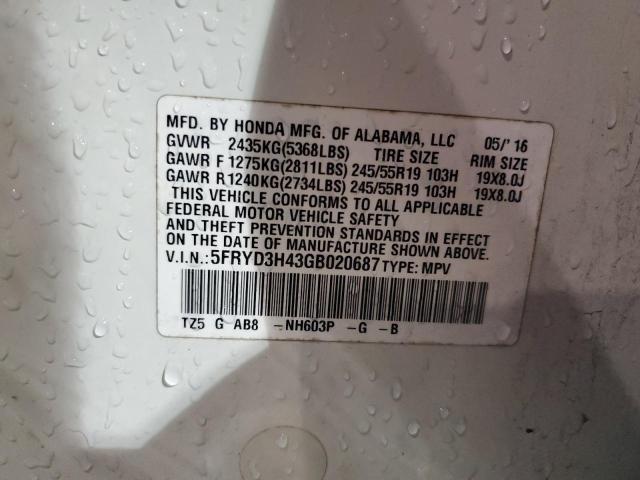 MFD. BY HONDA MFG. OF ALABAMA, LLC 05/'16
GVWR 2435KG(5368LBS) TIRE SIZE RIM SIZE
GAWR F 1275KG(2811LBS) 245/55R19 103H 19X8.0J
GAWR R1240KG(2734LBS) 245/55R19 103H 19X8.0J
THIS VEHICLE CONFORMS TO ALL APPLICABLE
FEDERAL MOTOR VEHICLE SAFETY
AND THEFT PREVENTION STANDARDS IN EFFECT
ON THE DATE OF MANUFACTURE SHOWN ABOVE.
V.I.N.:5FRYD3H43GB020687 TYPE: MPV
TZ5 G AB8 -NH603P -G -B